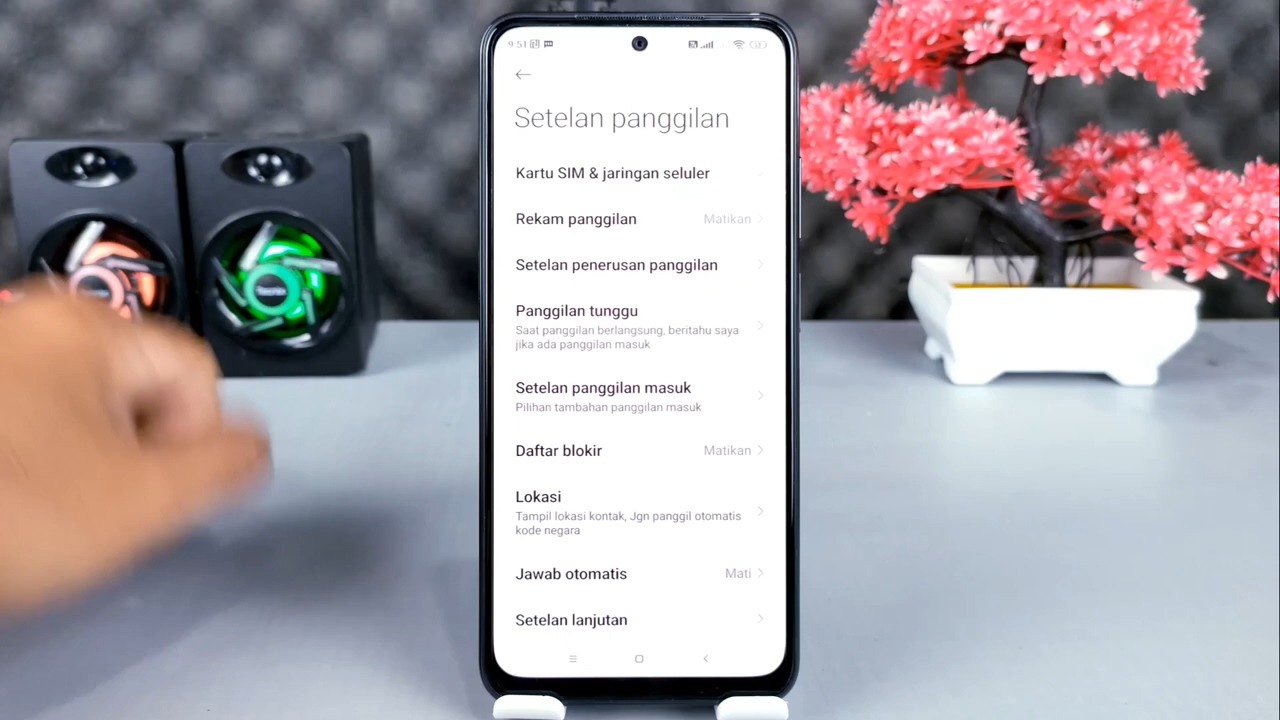 9:51
Setelan panggilan
Kartu SIM & jaringan seluler
Rekam panggilan Matikan
Setelan penerusan panggilan
Panggilan tunggu
Saat panggilan berlangsung, beritahu saya
jika ada panggilan masuk
Setelan panggilan masuk
Pilihan tambahan panggilan masuk
Daftar blokir Matikan
Lokasi
Tampil lokasi kontak, Jgn panggil otomatis
kode negara
Jawab otomatis Mati
Setelan lanjutan